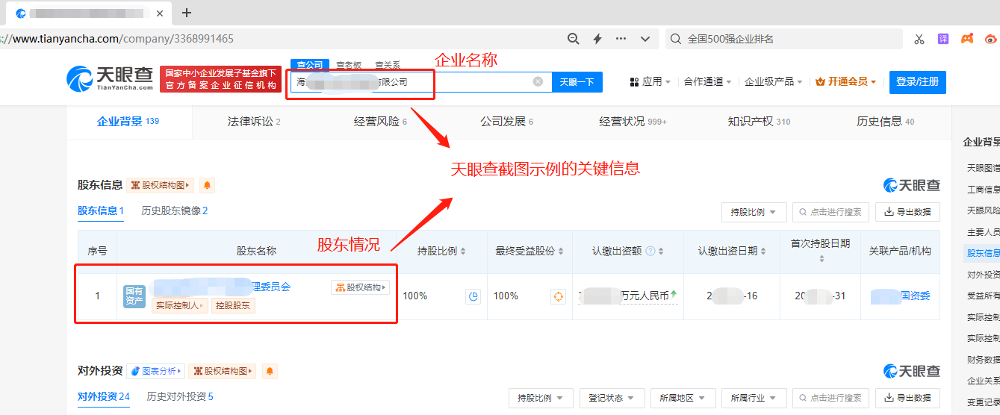 ://www.tianyancha.com/company/3368991465
全国500强企业排名
译
天眼查
TianYanCha.com
国家中小企业发展子基金旗下
官方备案企业征信机构
查公司 查老板 查关系
企业名称
海 有限公司
天眼一下
应用
合作通道
企业级产品
开通会员
登录/注册
企业背景 139
法律诉讼 2
经营风险 6
公司发展 6
经营状况 999+
知识产权 310
历史信息 40
天眼查截图示例的关键信息
股东信息
股权结构图
天眼查
股东信息 1
历史股东镜像 2
持股比例
点击进行搜索
导出数据
股东情况
序号
股东名称
持股比例
最终受益股份
认缴出资额
认缴出资日期
首次持股日期
关联产品/机构
1
国有
资产
理委员会
股权结构
实际控制人
控股股东
100%
100%
万元人民币
2 -16
20 -31
国资委
对外投资
图表分析
股权结构图
天眼查
对外投资 24
历史对外投资 5
持股比例
登记状态
所属地区
所属行业
点击进行搜索
导出数据
企业背景
天眼图谱
工商信息
天眼风险
主要人员
股东信息
对外投资
受益所有
实际控制
实际控制
财务数据
企业关系
变更记录